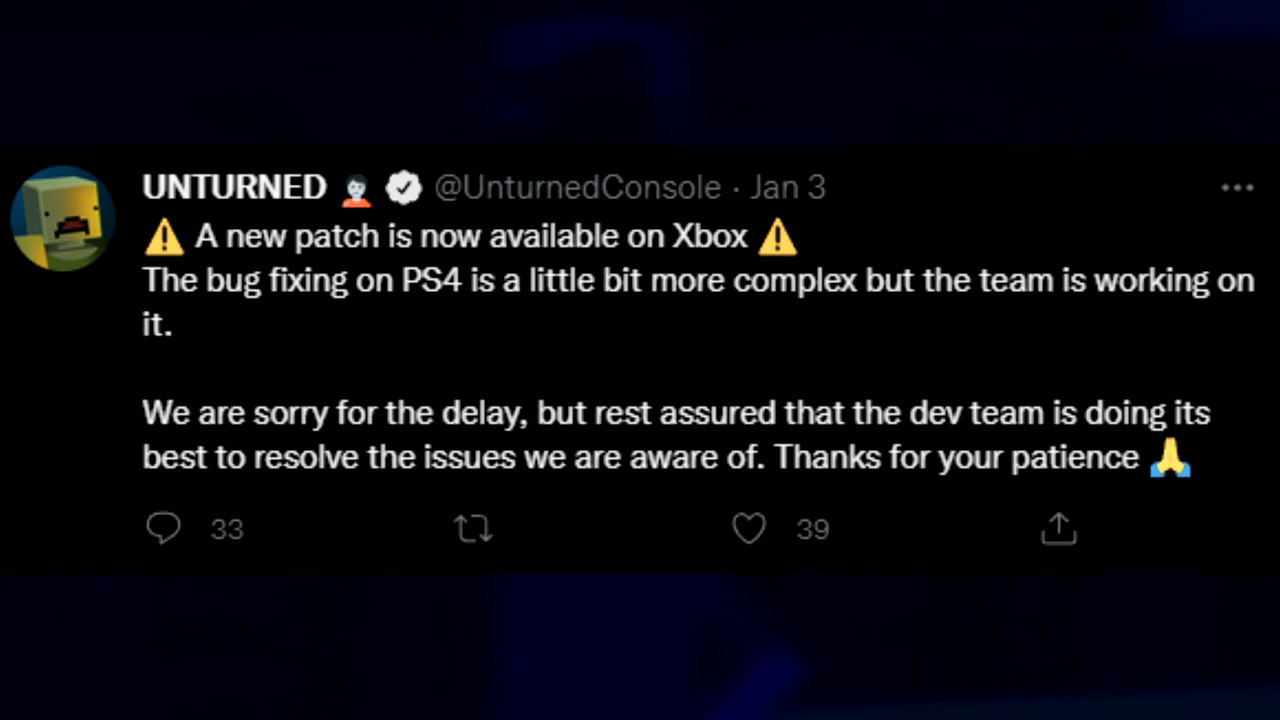 UNTURNED 🧟🏻 @UnturnedConsole · Jan 3
⚠️ A new patch is now available on Xbox ⚠️
The bug fixing on PS4 is a little bit more complex but the team is working on
it.
We are sorry for the delay, but rest assured that the dev team is doing its
best to resolve the issues we are aware of. Thanks for your patience 🙏
33 39